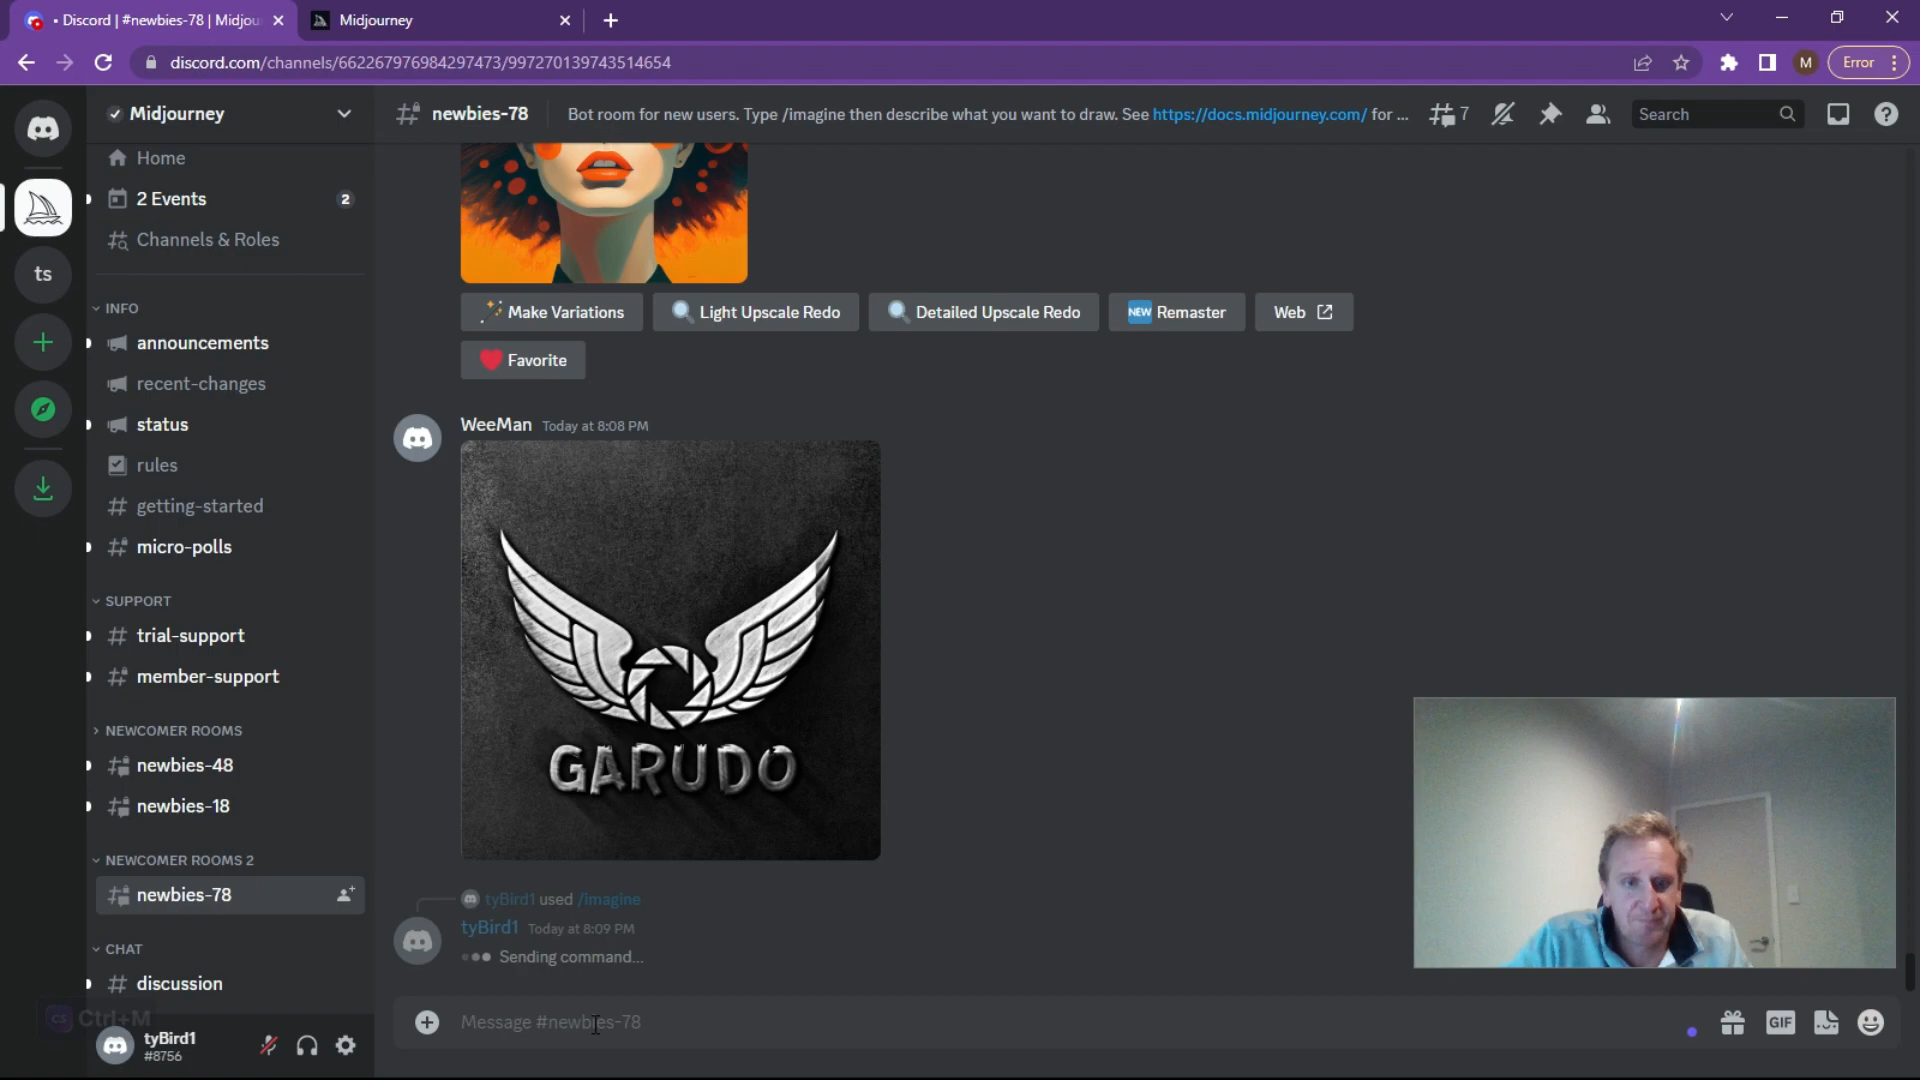 • Discord | #newbies-78 | Midjou
Midjourney
discord.com/channels/662267976984297473/997270139743514654
M
Error
Midjourney
newbies-78
Bot room for new users. Type /imagine then describe what you want to draw. See https://docs.midjourney.com/ for ...
7
Search
Home
2 Events
2
Channels & Roles
ts
INFO
announcements
recent-changes
status
rules
getting-started
micro-polls
SUPPORT
trial-support
member-support
NEWCOMER ROOMS
newbies-48
newbies-18
NEWCOMER ROOMS 2
newbies-78
CHAT
discussion
CS Ctrl+M
tyBird1
#8756
Make Variations
Light Upscale Redo
Detailed Upscale Redo
NEW Remaster
Web
Favorite
WeeMan Today at 8:08 PM
GARUDO
tyBird1 used /imagine
tyBird1 Today at 8:09 PM
Sending command...
Message #newbies-78
GIF